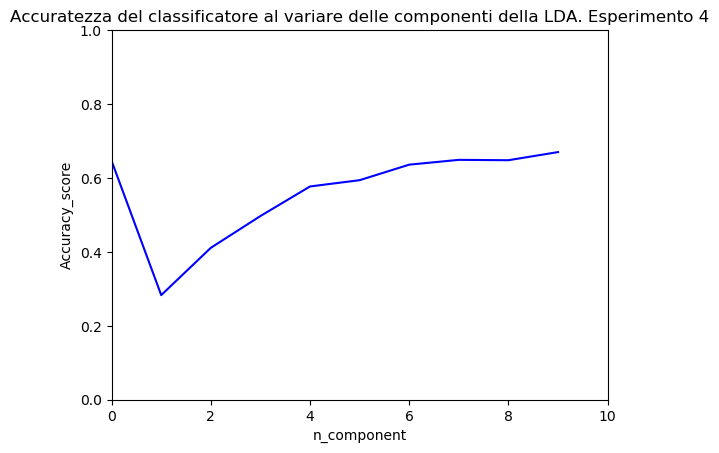 Accuratezza del classificatore al variare delle componenti della LDA. Esperimento 4
1.0
0.8
0.6
0.4
0.2
0.0
Accuracy_score
0 2 4 6 8 10
n_component